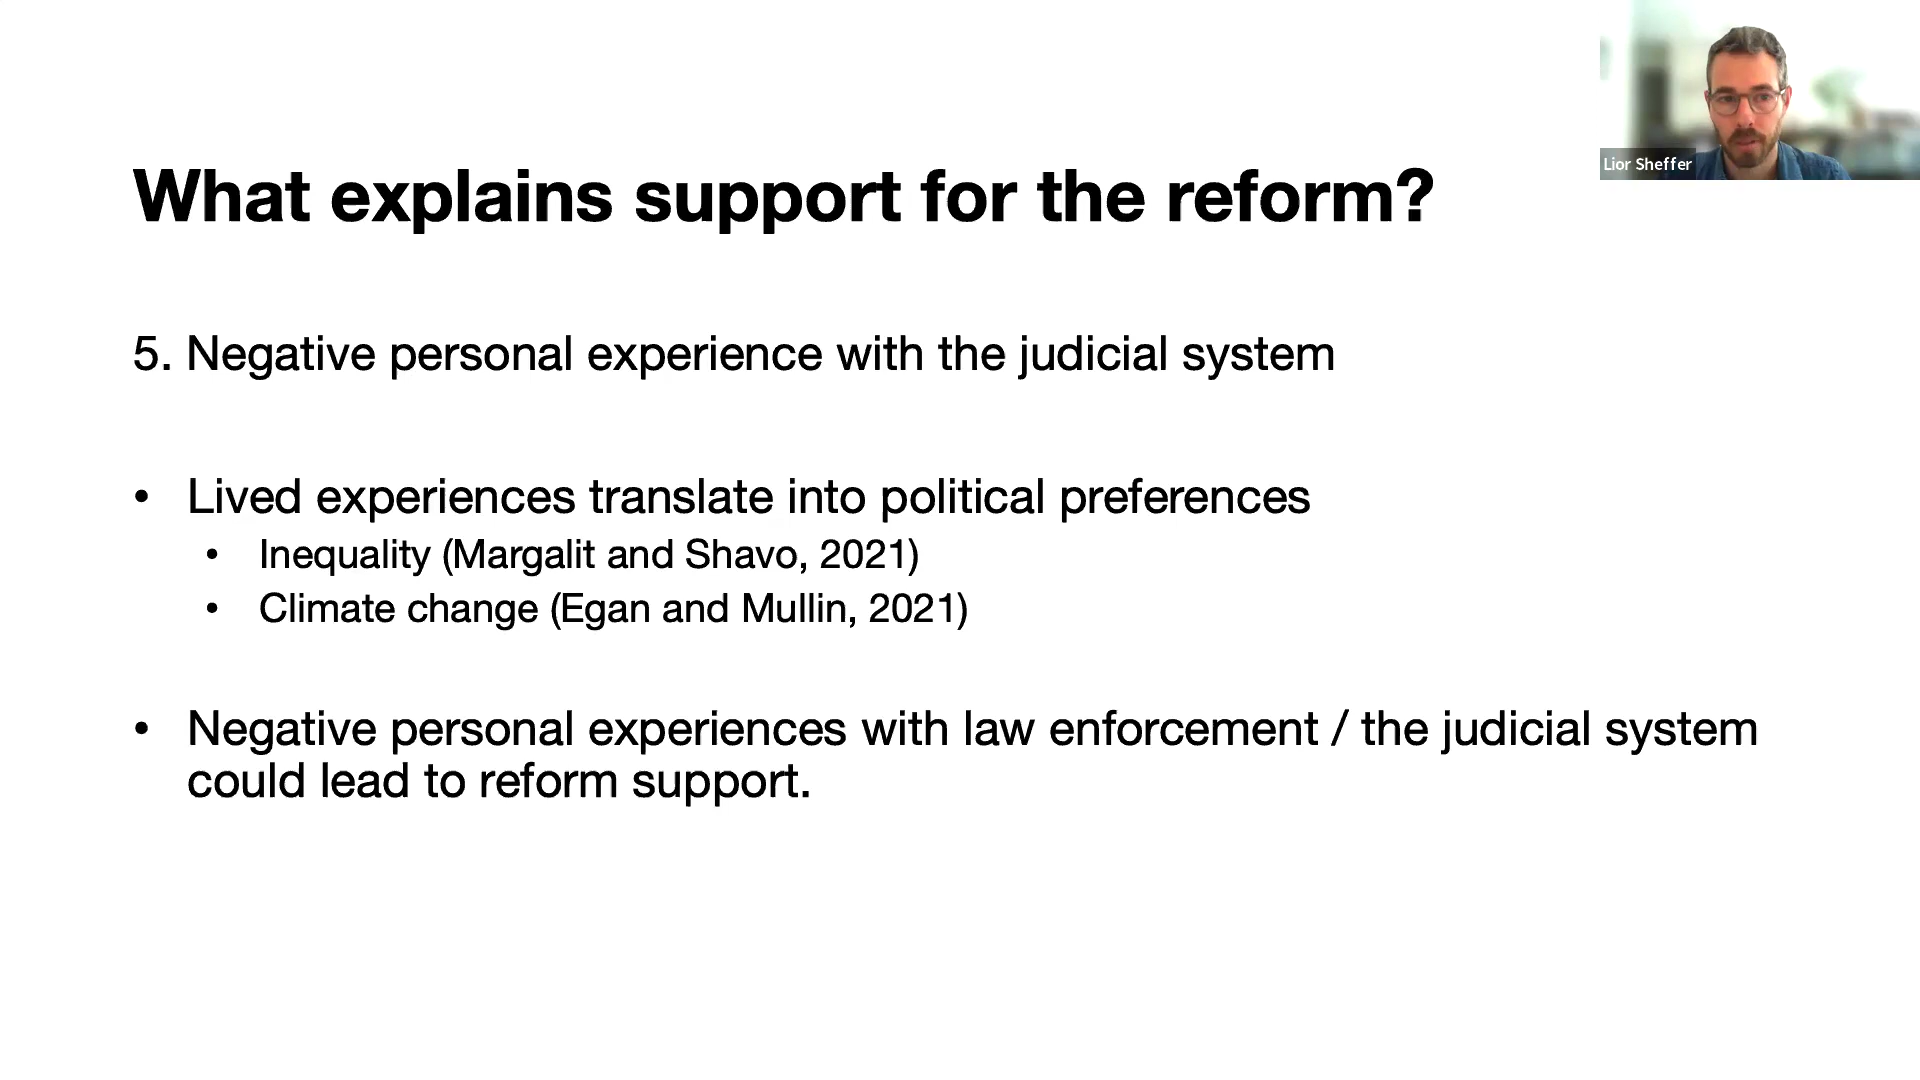 Lior Sheffer
What explains support for the reform?
5. Negative personal experience with the judicial system
• Lived experiences translate into political preferences
• Inequality (Margalit and Shavo, 2021)
• Climate change (Egan and Mullin, 2021)
• Negative personal experiences with law enforcement / the judicial system
could lead to reform support.